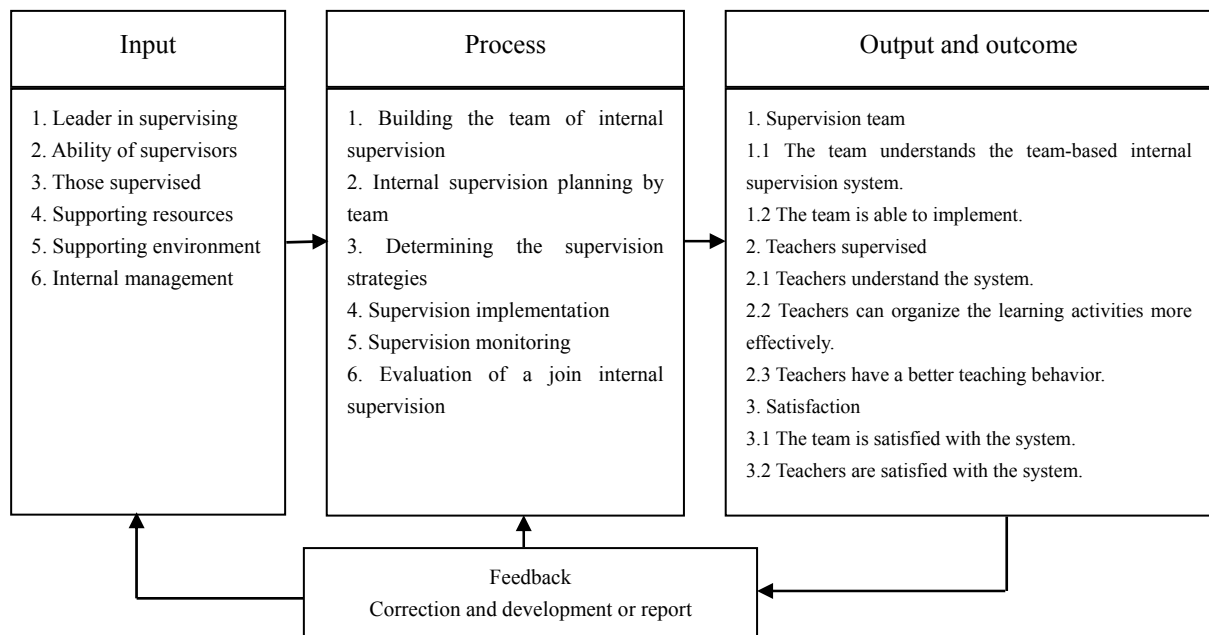 Input
1. Leader in supervising
2. Ability of supervisors
3. Those supervised
4. Supporting resources
5. Supporting environment
6. Internal management
Process
1. Building the team of internal
supervision
2. Internal supervision planning by
team
3. Determining the supervision
strategies
4. Supervision implementation
5. Supervision monitoring
6. Evaluation of a join internal
supervision
Output and outcome
1. Supervision team
1.1 The team understands the team-based internal
supervision system.
1.2 The team is able to implement.
2. Teachers supervised
2.1 Teachers understand the system.
2.2 Teachers can organize the learning activities more
effectively.
2.3 Teachers have a better teaching behavior.
3. Satisfaction
3.1 The team is satisfied with the system.
3.2 Teachers are satisfied with the system.
Feedback
Correction and development or report